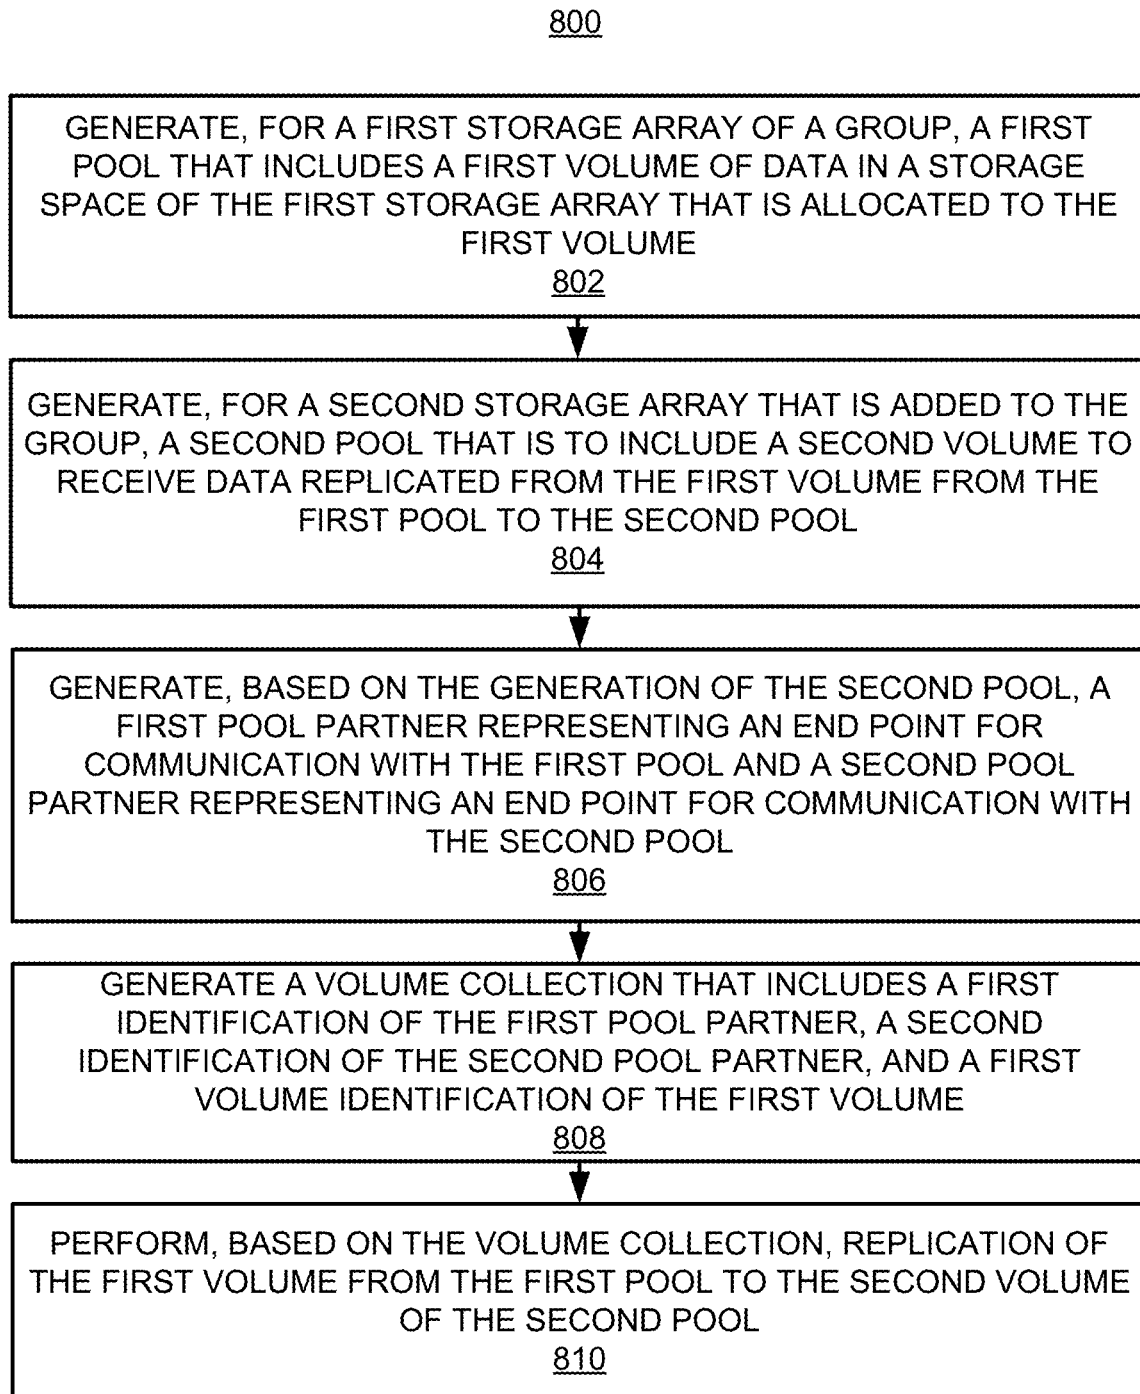 800
GENERATE, FOR A FIRST STORAGE ARRAY OF A GROUP, A FIRST
POOL THAT INCLUDES A FIRST VOLUME OF DATA IN A STORAGE
SPACE OF THE FIRST STORAGE ARRAY THAT IS ALLOCATED TO THE
FIRST VOLUME
802
GENERATE, FOR A SECOND STORAGE ARRAY THAT IS ADDED TO THE
GROUP, A SECOND POOL THAT IS TO INCLUDE A SECOND VOLUME TO
RECEIVE DATA REPLICATED FROM THE FIRST VOLUME FROM THE
FIRST POOL TO THE SECOND POOL
804
GENERATE, BASED ON THE GENERATION OF THE SECOND POOL, A
FIRST POOL PARTNER REPRESENTING AN END POINT FOR
COMMUNICATION WITH THE FIRST POOL AND A SECOND POOL
PARTNER REPRESENTING AN END POINT FOR COMMUNICATION WITH
THE SECOND POOL
806
GENERATE A VOLUME COLLECTION THAT INCLUDES A FIRST
IDENTIFICATION OF THE FIRST POOL PARTNER, A SECOND
IDENTIFICATION OF THE SECOND POOL PARTNER, AND A FIRST
VOLUME IDENTIFICATION OF THE FIRST VOLUME
808
PERFORM, BASED ON THE VOLUME COLLECTION, REPLICATION OF
THE FIRST VOLUME FROM THE FIRST POOL TO THE SECOND VOLUME
OF THE SECOND POOL
810